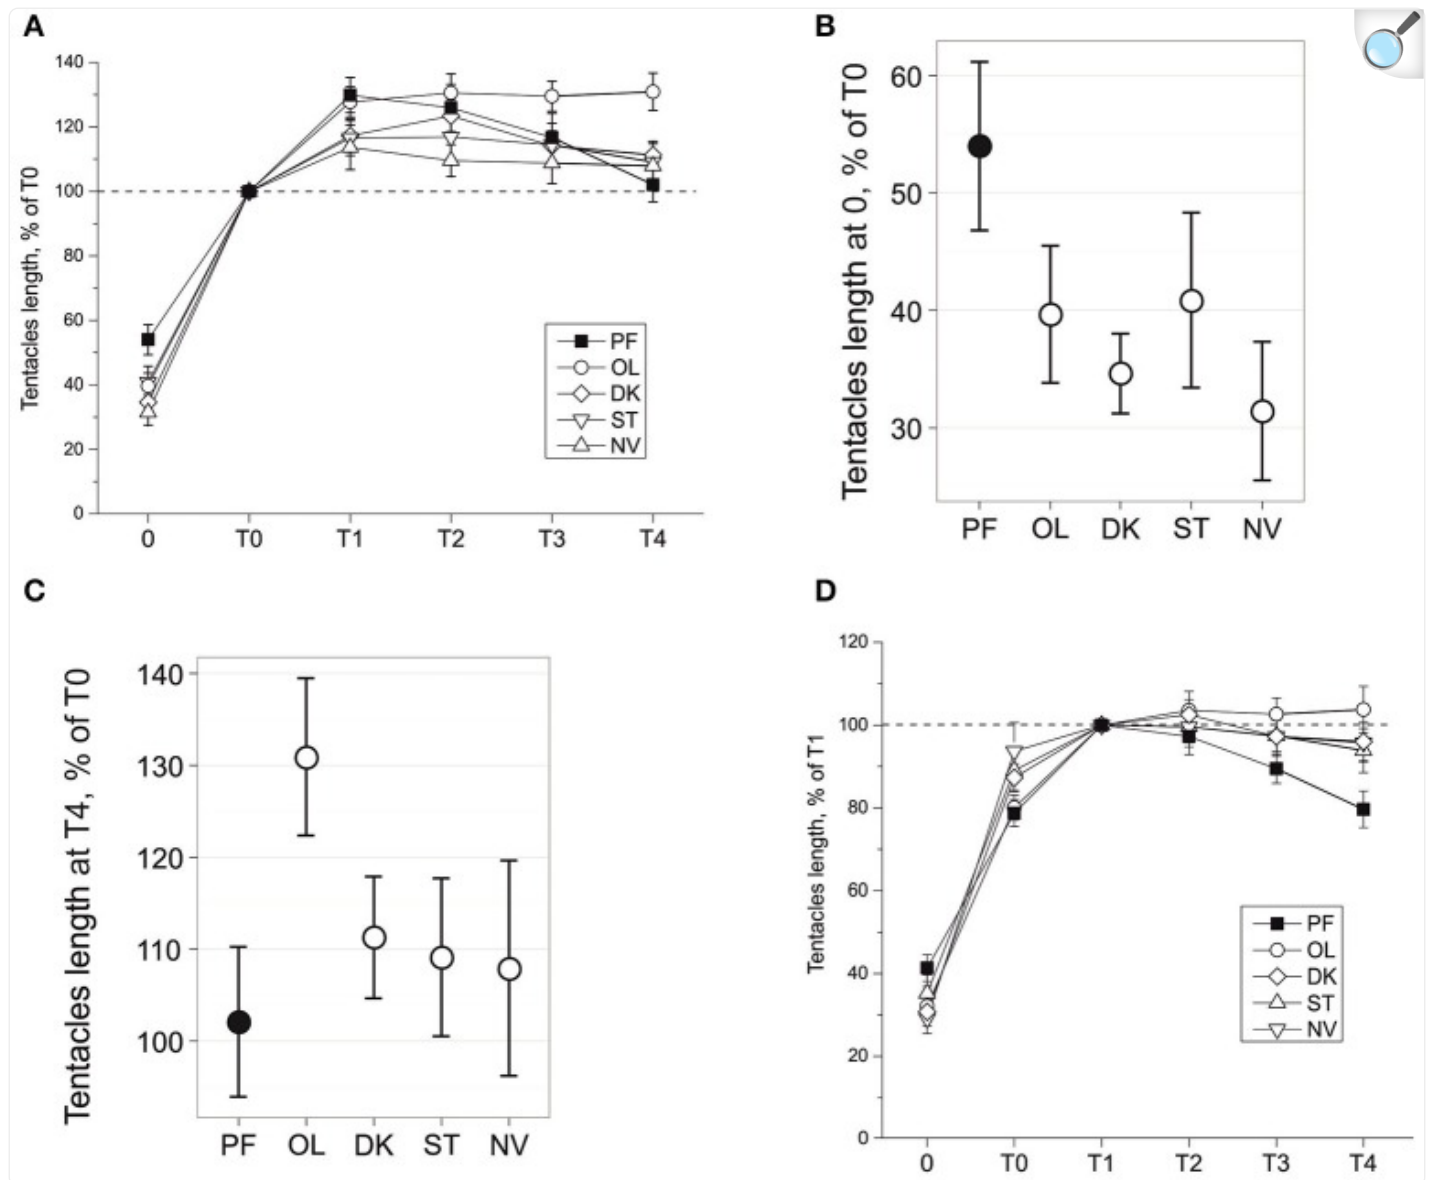 A
Tentacles length, % of T0
140
120
100
80
60
40
20
0
0 T0 T1 T2 T3 T4
PF
OL
DK
ST
NV
B
Tentacles length at 0, % of T0
60
50
40
30
PF OL DK ST NV
C
Tentacles length at T4, % of T0
140
130
120
110
100
PF OL DK ST NV
D
Tentacles length, % of T1
120
100
80
60
40
20
0
0 T0 T1 T2 T3 T4
PF
OL
DK
ST
NV